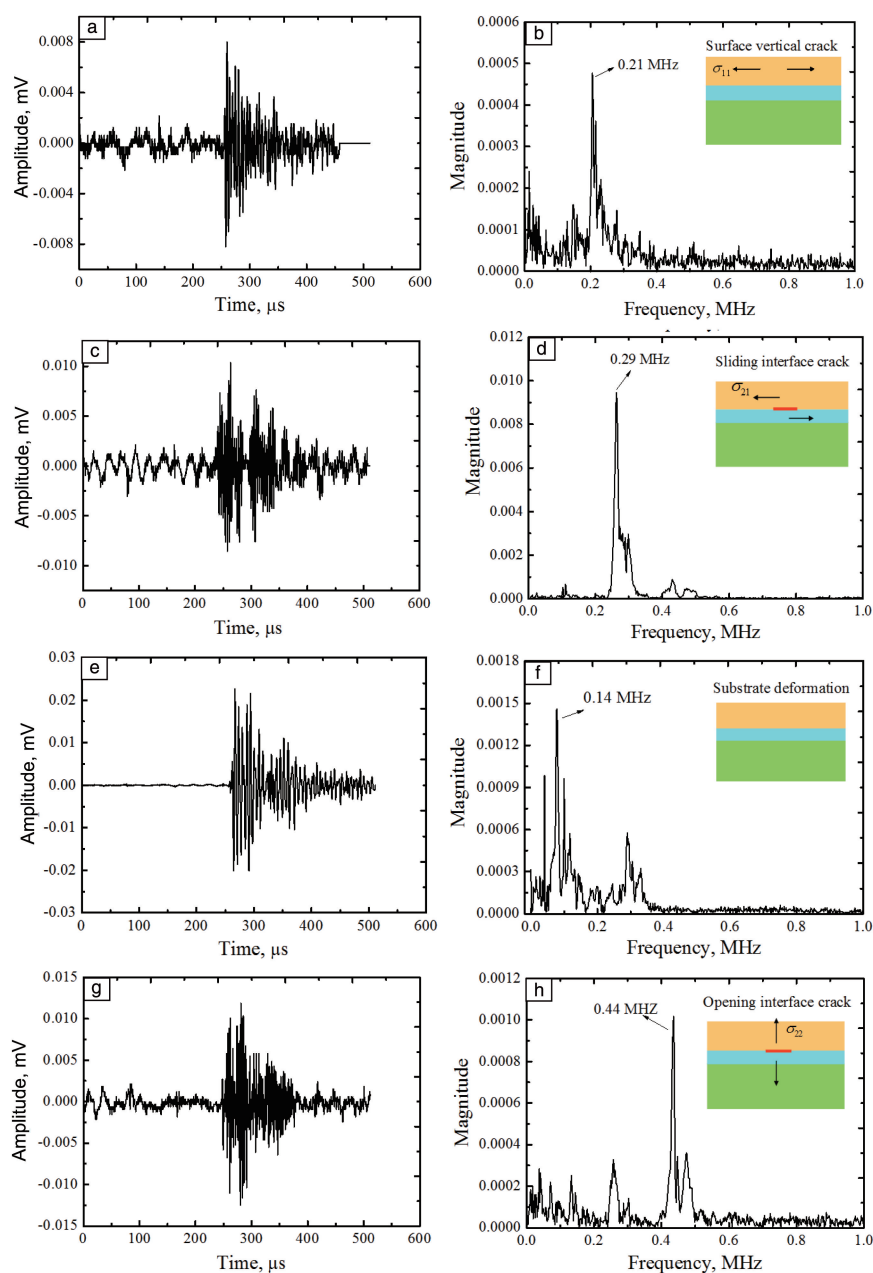 a
0.008
0.004
0.000
-0.004
-0.008
Amplitude, mV
0 100 200 300 400 500 600
Time, µs
b
0.0006
0.0005
0.0004
0.0003
0.0002
0.0001
0.0000
Magnitude
0.21 MHz
Surface vertical crack
σ11
0.0 0.2 0.4 0.6 0.8 1.0
Frequency, MHz
c
0.010
0.005
0.000
-0.005
-0.010
Amplitude, mV
0 100 200 300 400 500 600
Time, µs
d
0.012
0.010
0.008
0.006
0.004
0.002
0.000
Magnitude
0.29 MHz
Sliding interface crack
σ21
0.0 0.2 0.4 0.6 0.8 1.0
Frequency, MHz
e
0.03
0.02
0.01
0.00
-0.01
-0.02
-0.03
Amplitude, mV
0 100 200 300 400 500 600
Time, µs
f
0.0018
0.0015
0.0012
0.0009
0.0006
0.0003
0.0000
Magnitude
0.14 MHz
Substrate deformation
0.0 0.2 0.4 0.6 0.8 1.0
Frequency, MHz
g
0.015
0.010
0.005
0.000
-0.005
-0.010
-0.015
Amplitude, mV
0 100 200 300 400 500 600
Time, µs
h
0.0012
0.0010
0.0008
0.0006
0.0004
0.0002
0.0000
Magnitude
0.44 MHZ
Opening interface crack
σ22
0.0 0.2 0.4 0.6 0.8 1.0
Frequency, MHz